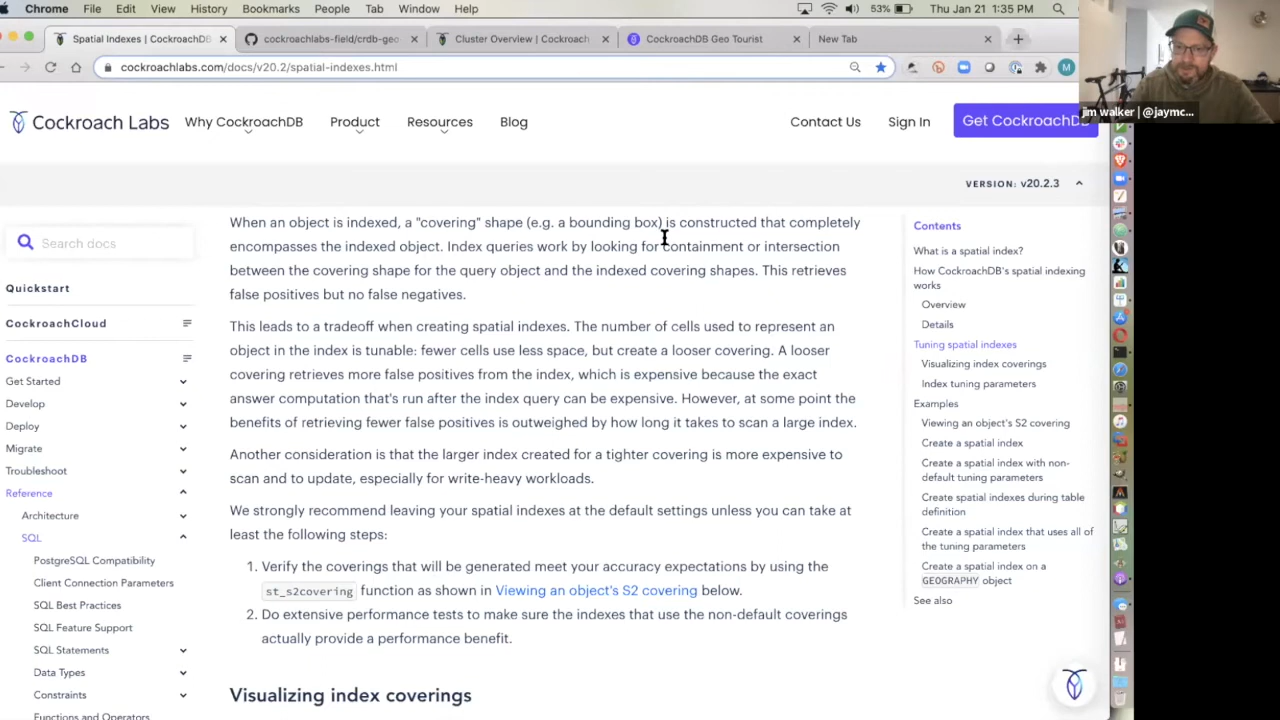 Chrome File Edit View History Bookmarks People Tab Window Help 53% Thu Jan 21 1:35 PM
Spatial Indexes | CockroachDB cockroachlabs-field/crdb-geo Cluster Overview | Cockroach CockroachDB Geo Tourist New Tab
cockroachlabs.com/docs/v20.2/spatial-indexes.html
M
jim walker | @jaymc...
Cockroach Labs Why CockroachDB Product Blog Contact Us Sign In Get CockroachDB
VERSION: v20.2.3
Search docs
Quickstart
CockroachCloud
CockroachDB
Get Started
Develop
Deploy
Migrate
Troubleshoot
Reference
Architecture
SQL
PostgreSQL Compatibility
Client Connection Parameters
SQL Best Practices
SQL Feature Support
SQL Statements
Data Types
Constraints
Functions and Operators
When an object is indexed, a "covering" shape (e.g. a bounding box) is constructed that completely
encompasses the indexed object. Index queries work by looking for containment or intersection
between the covering shape for the query object and the indexed covering shapes. This retrieves
false positives but no false negatives.
This leads to a tradeoff when creating spatial indexes. The number of cells used to represent an
object in the index is tunable: fewer cells use less space, but create a looser covering. A looser
covering retrieves more false positives from the index, which is expensive because the exact
answer computation that's run after the index query can be expensive. However, at some point the
benefits of retrieving fewer false positives is outweighed by how long it takes to scan a large index.
Another consideration is that the larger index created for a tighter covering is more expensive to
scan and to update, especially for write-heavy workloads.
We strongly recommend leaving your spatial indexes at the default settings unless you can take at
least the following steps:
1. Verify the coverings that will be generated meet your accuracy expectations by using the
st_s2covering function as shown in Viewing an object's S2 covering below.
2. Do extensive performance tests to make sure the indexes that use the non-default coverings
actually provide a performance benefit.
Visualizing index coverings
Contents
What is a spatial index?
How CockroachDB's spatial indexing
works
Overview
Details
Tuning spatial indexes
Visualizing index coverings
Index tuning parameters
Examples
Viewing an object's S2 covering
Create a spatial index
Create a spatial index with non-
default tuning parameters
Create spatial indexes during table
definition
Create a spatial index that uses all of
the tuning parameters
Create a spatial index on a
GEOGRAPHY object
See also